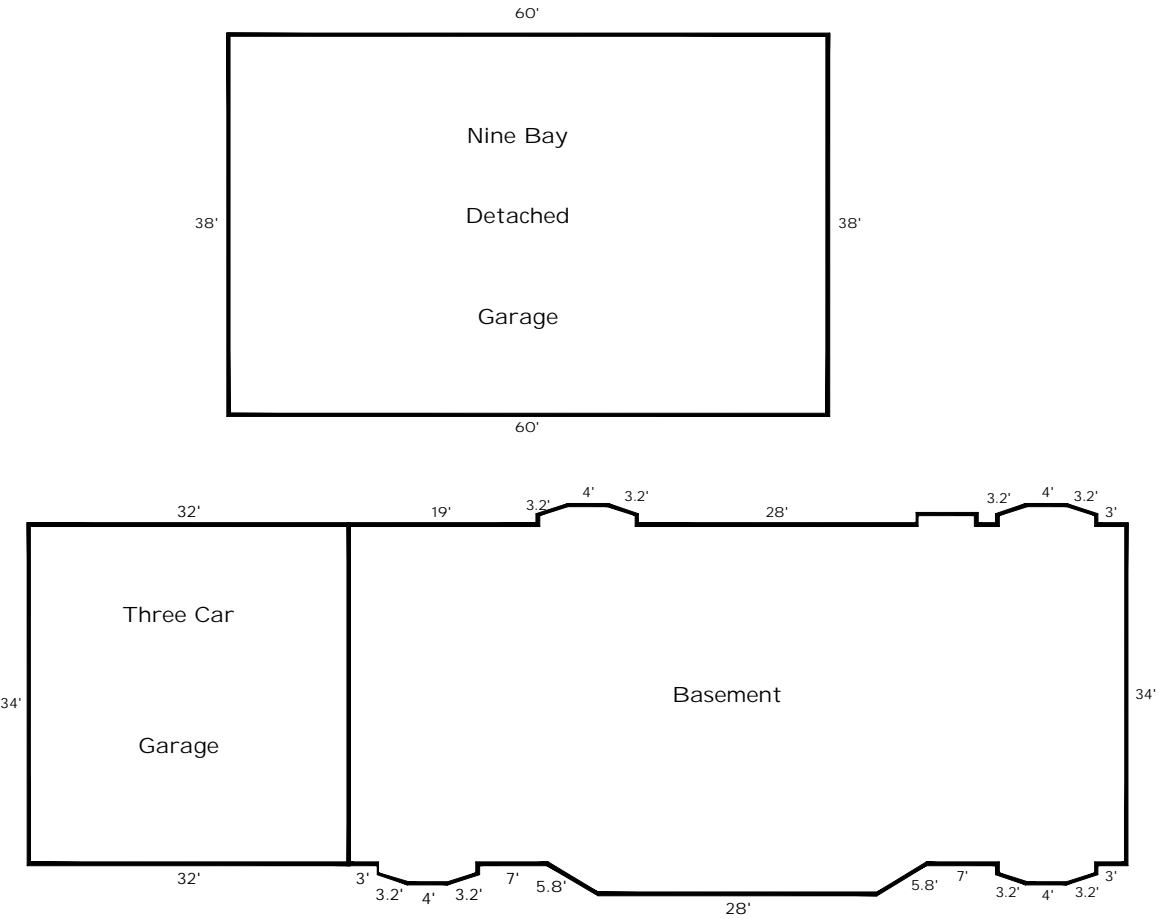 60'
Nine Bay
38' 38'
Detached
Garage
60'
3.2' 4' 3.2' 3.2' 4' 3.2'
32' 19' 28' 3'
Three Car
Basement
34' 34'
Garage
32' 3' 3.2' 4' 3.2' 7' 5.8' 28' 5.8' 7' 3.2' 4' 3.2' 3'